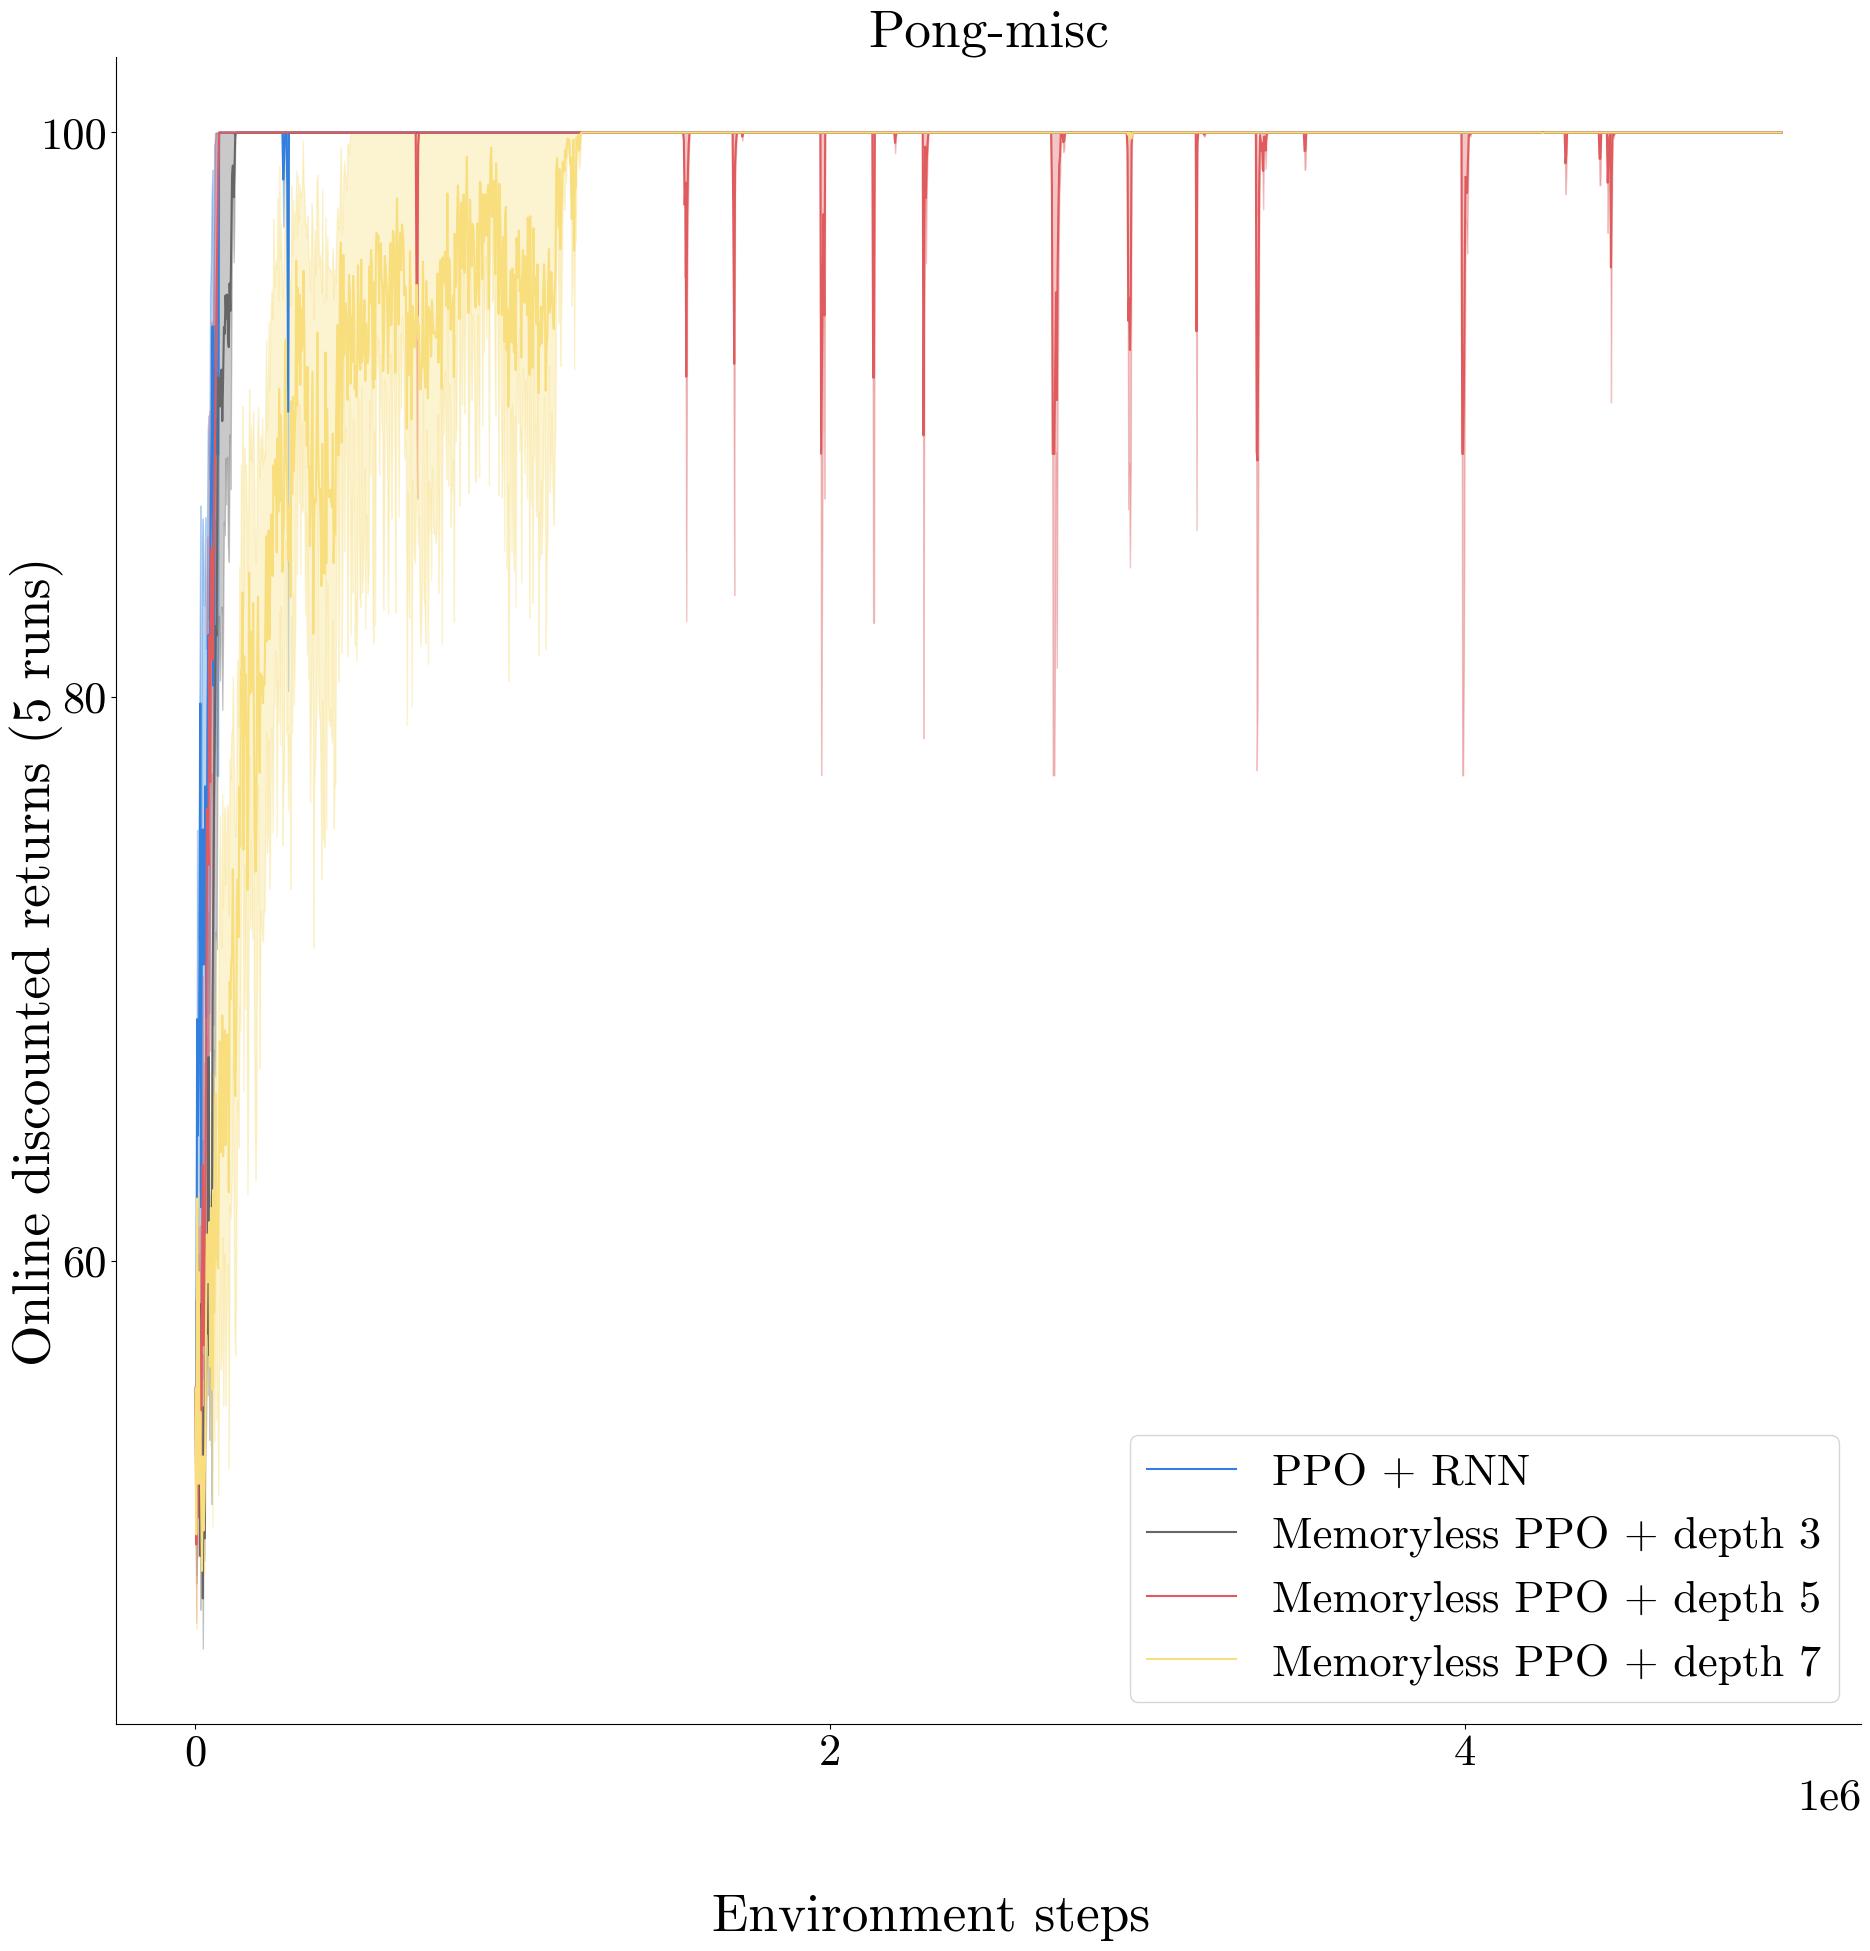 Pong-misc
Online discounted returns (5 runs)
100
80
60
PPO + RNN
Memoryless PPO + depth 3
Memoryless PPO + depth 5
Memoryless PPO + depth 7
0
2
4
1e6
Environment steps